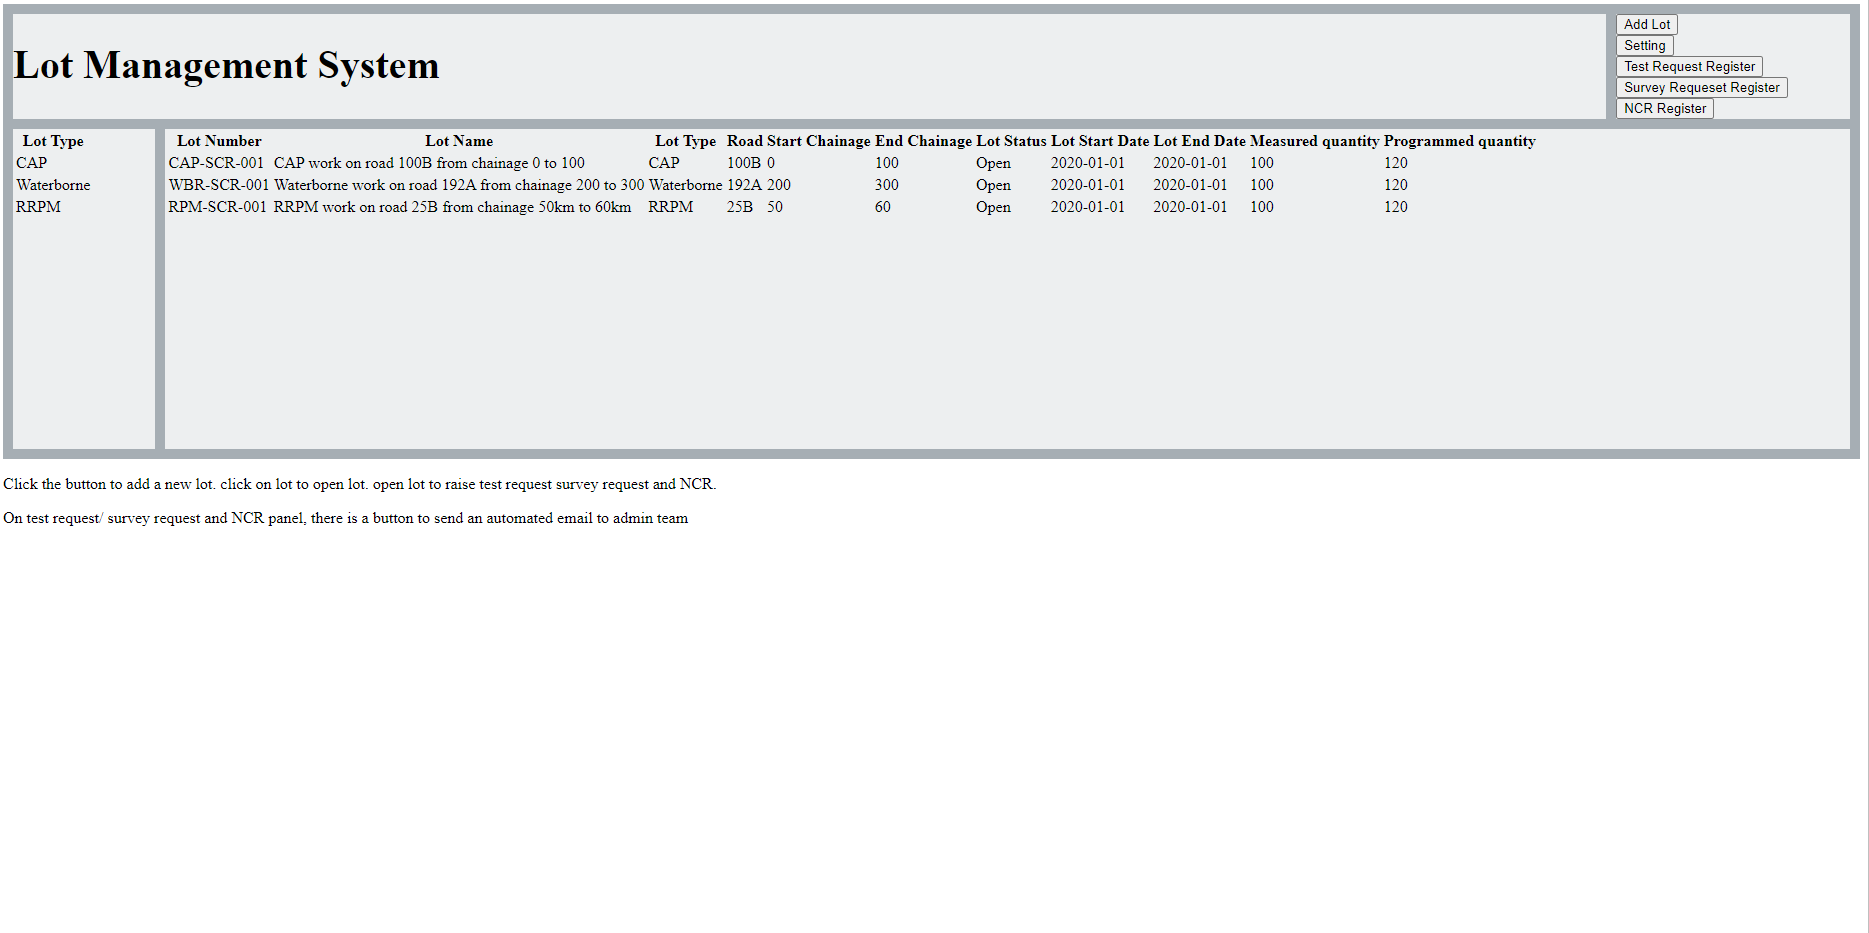 Lot Management System
Add Lot
Setting
Test Request Register
Survey Requeset Register
NCR Register
Lot Type
CAP
Waterborne
RRPM
Lot Number Lot Name Lot Type Road Start Chainage End Chainage Lot Status Lot Start Date Lot End Date Measured quantity Programmed quantity
CAP-SCR-001 CAP work on road 100B from chainage 0 to 100 CAP 100B 0 100 Open 2020-01-01 2020-01-01 100 120
WBR-SCR-001 Waterborne work on road 192A from chainage 200 to 300 Waterborne 192A 200 300 Open 2020-01-01 2020-01-01 100 120
RPM-SCR-001 RRPM work on road 25B from chainage 50km to 60km RRPM 25B 50 60 Open 2020-01-01 2020-01-01 100 120
Click the button to add a new lot. click on lot to open lot. open lot to raise test request survey request and NCR.
On test request/ survey request and NCR panel, there is a button to send an automated email to admin team